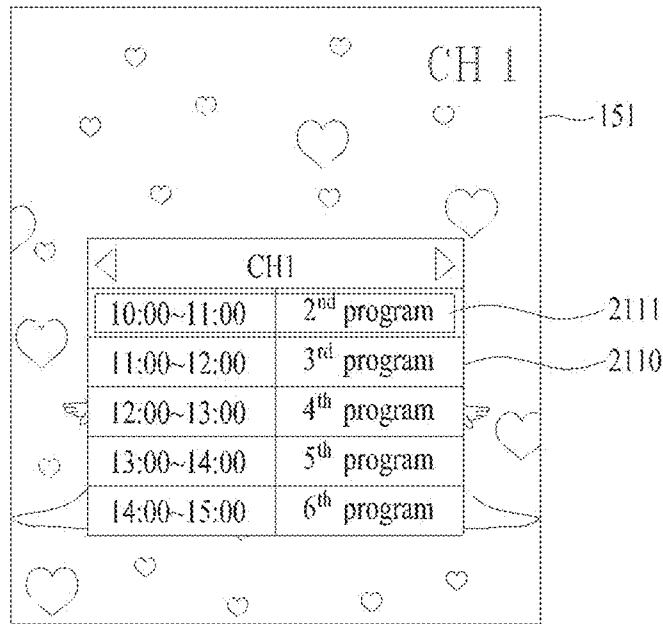 CH 1
151
CH1
10:00~11:00 2nd program 2111
11:00~12:00 3rd program 2110
12:00~13:00 4th program
13:00~14:00 5th program
14:00~15:00 6th program